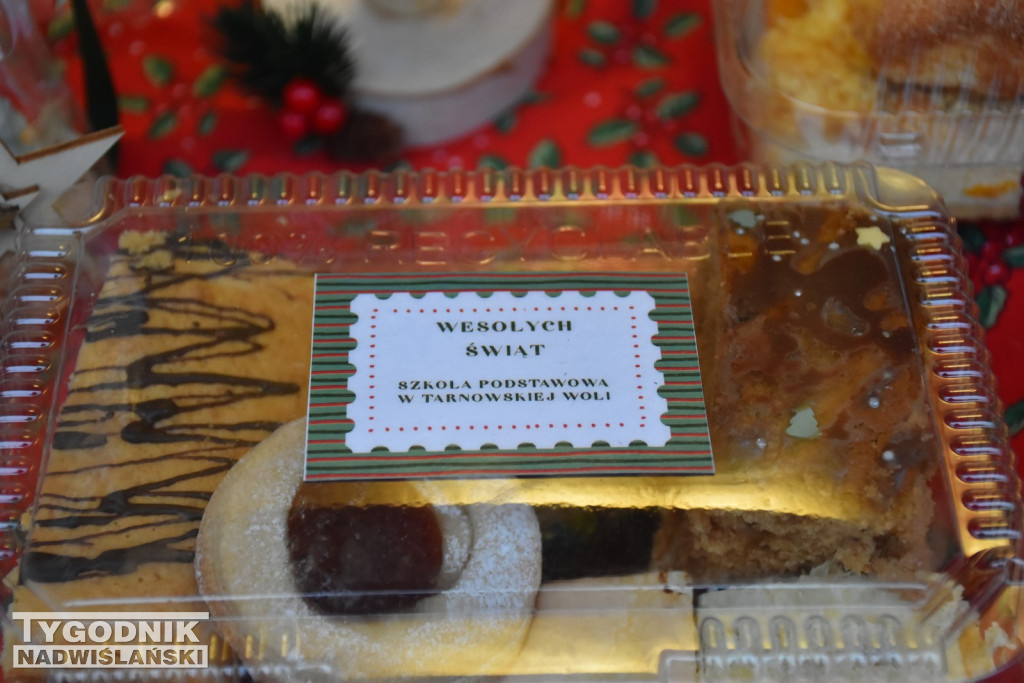 WESOŁYCH
ŚWIĄT
SZKOŁA PODSTAWOWA
W TARNOWSKIEJ WOLI
TYGODNIK
NADWIŚLAŃSKI